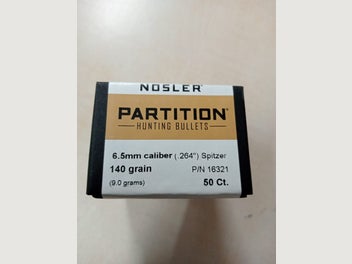 NOSLER®
PARTITION®
HUNTING BULLETS
6.5mm caliber (.264") Spitzer
140 grain P/N 16321
(9.0 grams) 50 Ct.